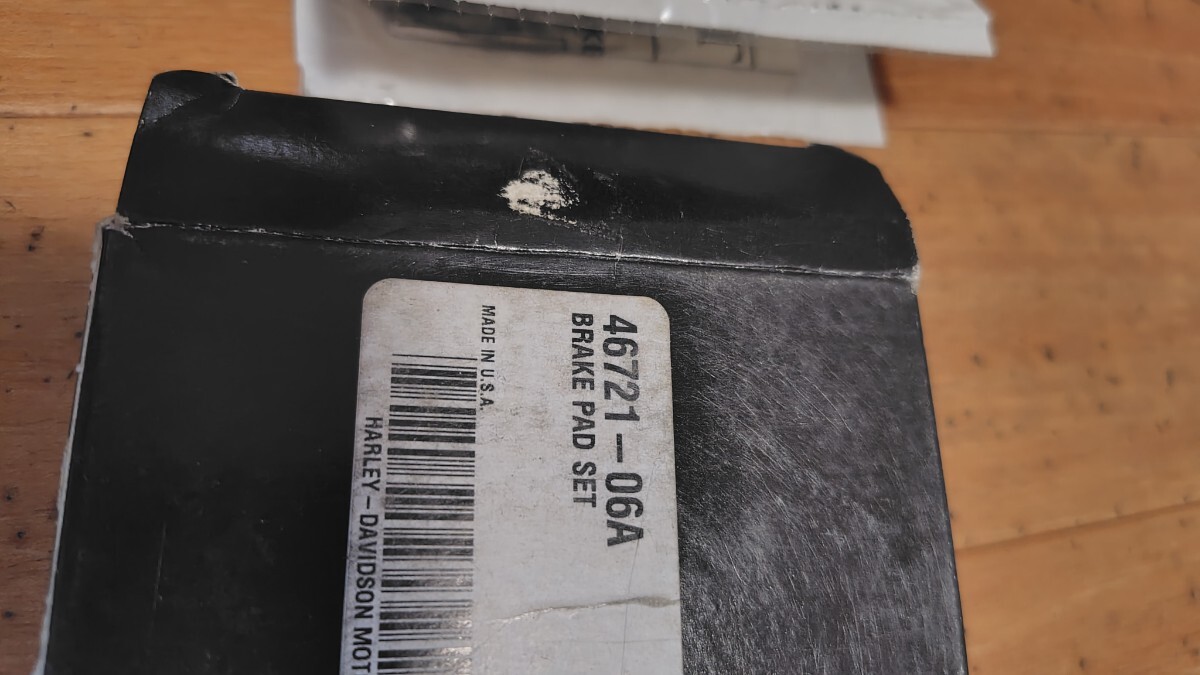 46721-06A
BRAKE PAD SET
MADE IN U.S.A.
HARLEY-DAVIDSON MOT